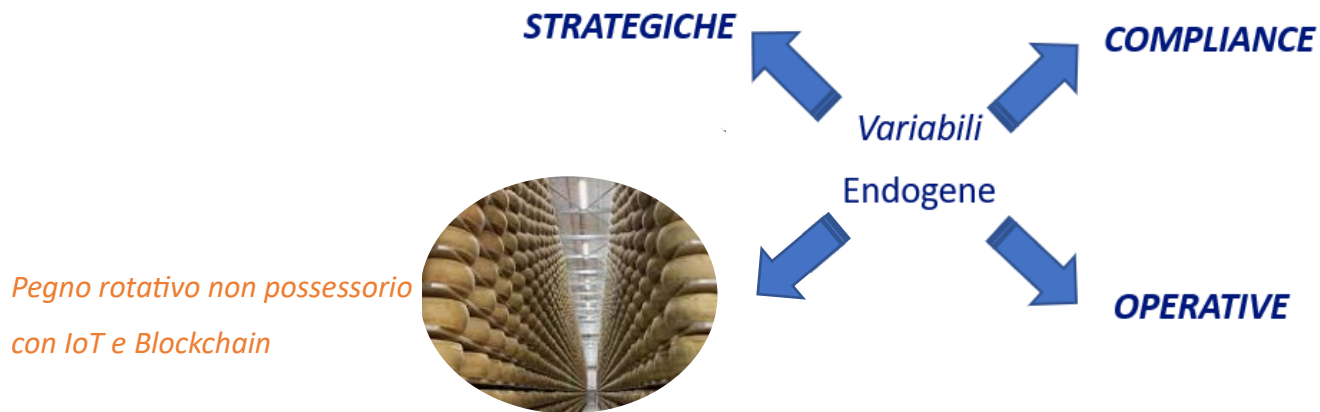 STRATEGICHE
COMPLIANCE
Variabili
Endogene
Pegno rotativo non possessorio
con IoT e Blockchain
OPERATIVE